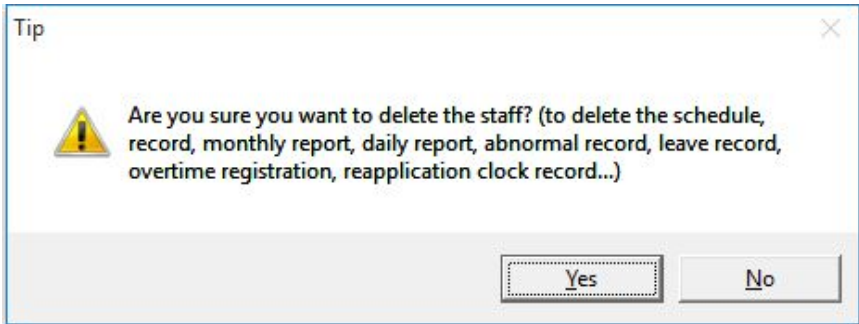 Tip
Are you sure you want to delete the staff? (to delete the schedule,
record, monthly report, daily report, abnormal record, leave record,
overtime registration, reapplication clock record...)
Yes
No